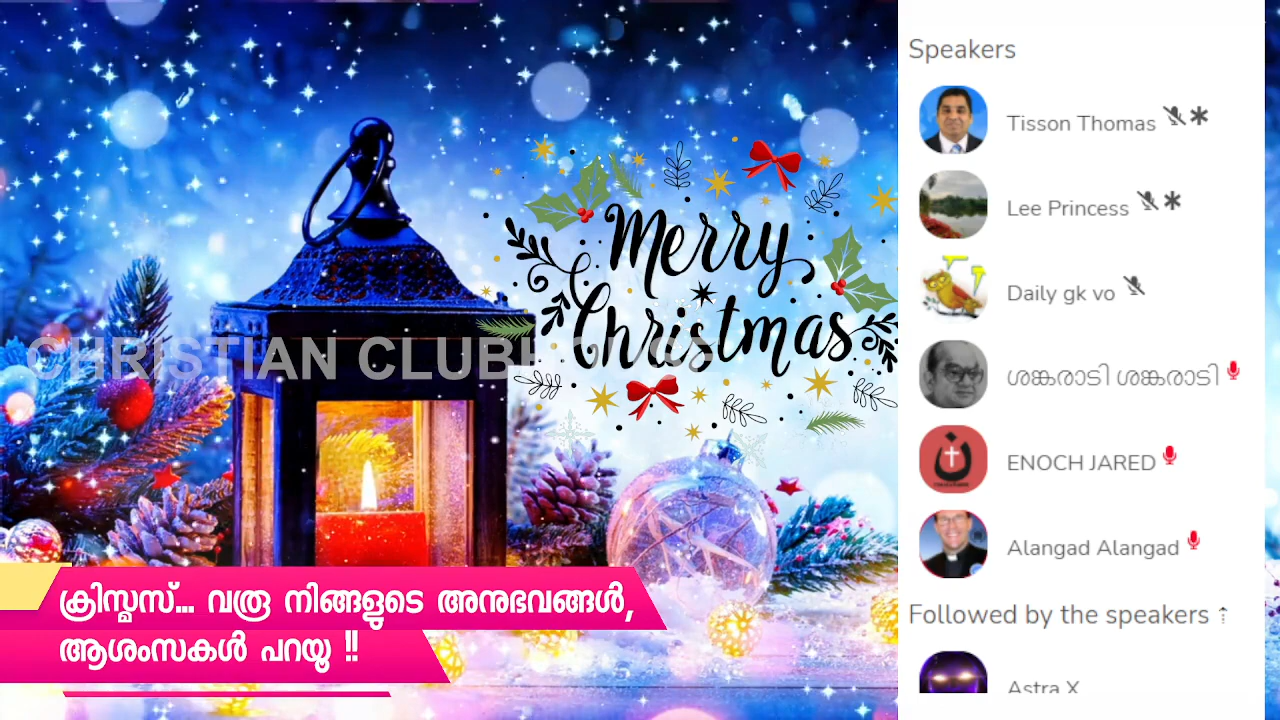 Merry
Christmas
CHRISTIAN CLUBHOUSE
ക്രിസ്മസ്... വരൂ നിങ്ങളുടെ അനുഭവങ്ങൾ,
ആശംസകൾ പറയൂ !!
Speakers
Tisson Thomas
Lee Princess
Daily gk vo
ശങ്കരാടി ശങ്കരാടി
ENOCH JARED
Alangad Alangad
Followed by the speakers
Astra X